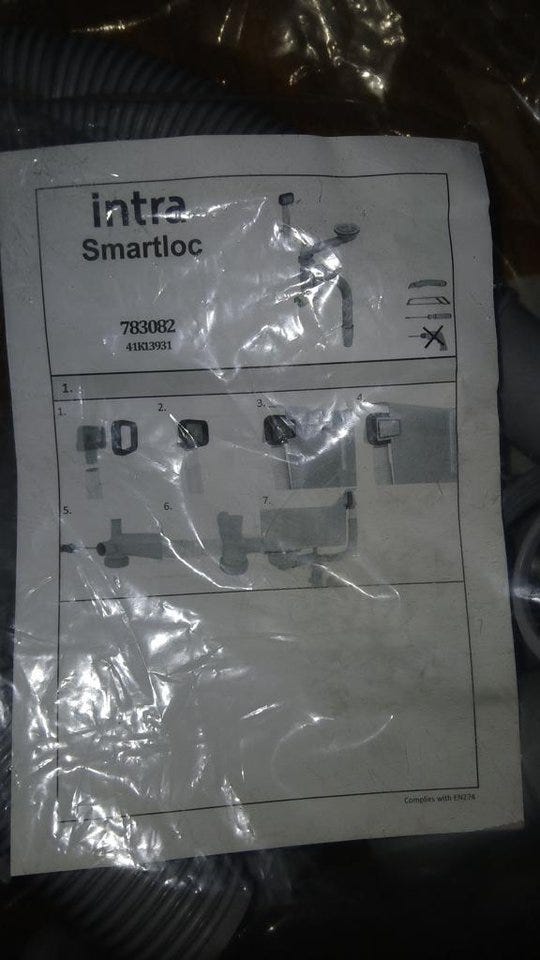 intra
Smartloc
783082
41K13931
1.
1.
2.
3.
4.
5.
6.
7.
Complies with EN274